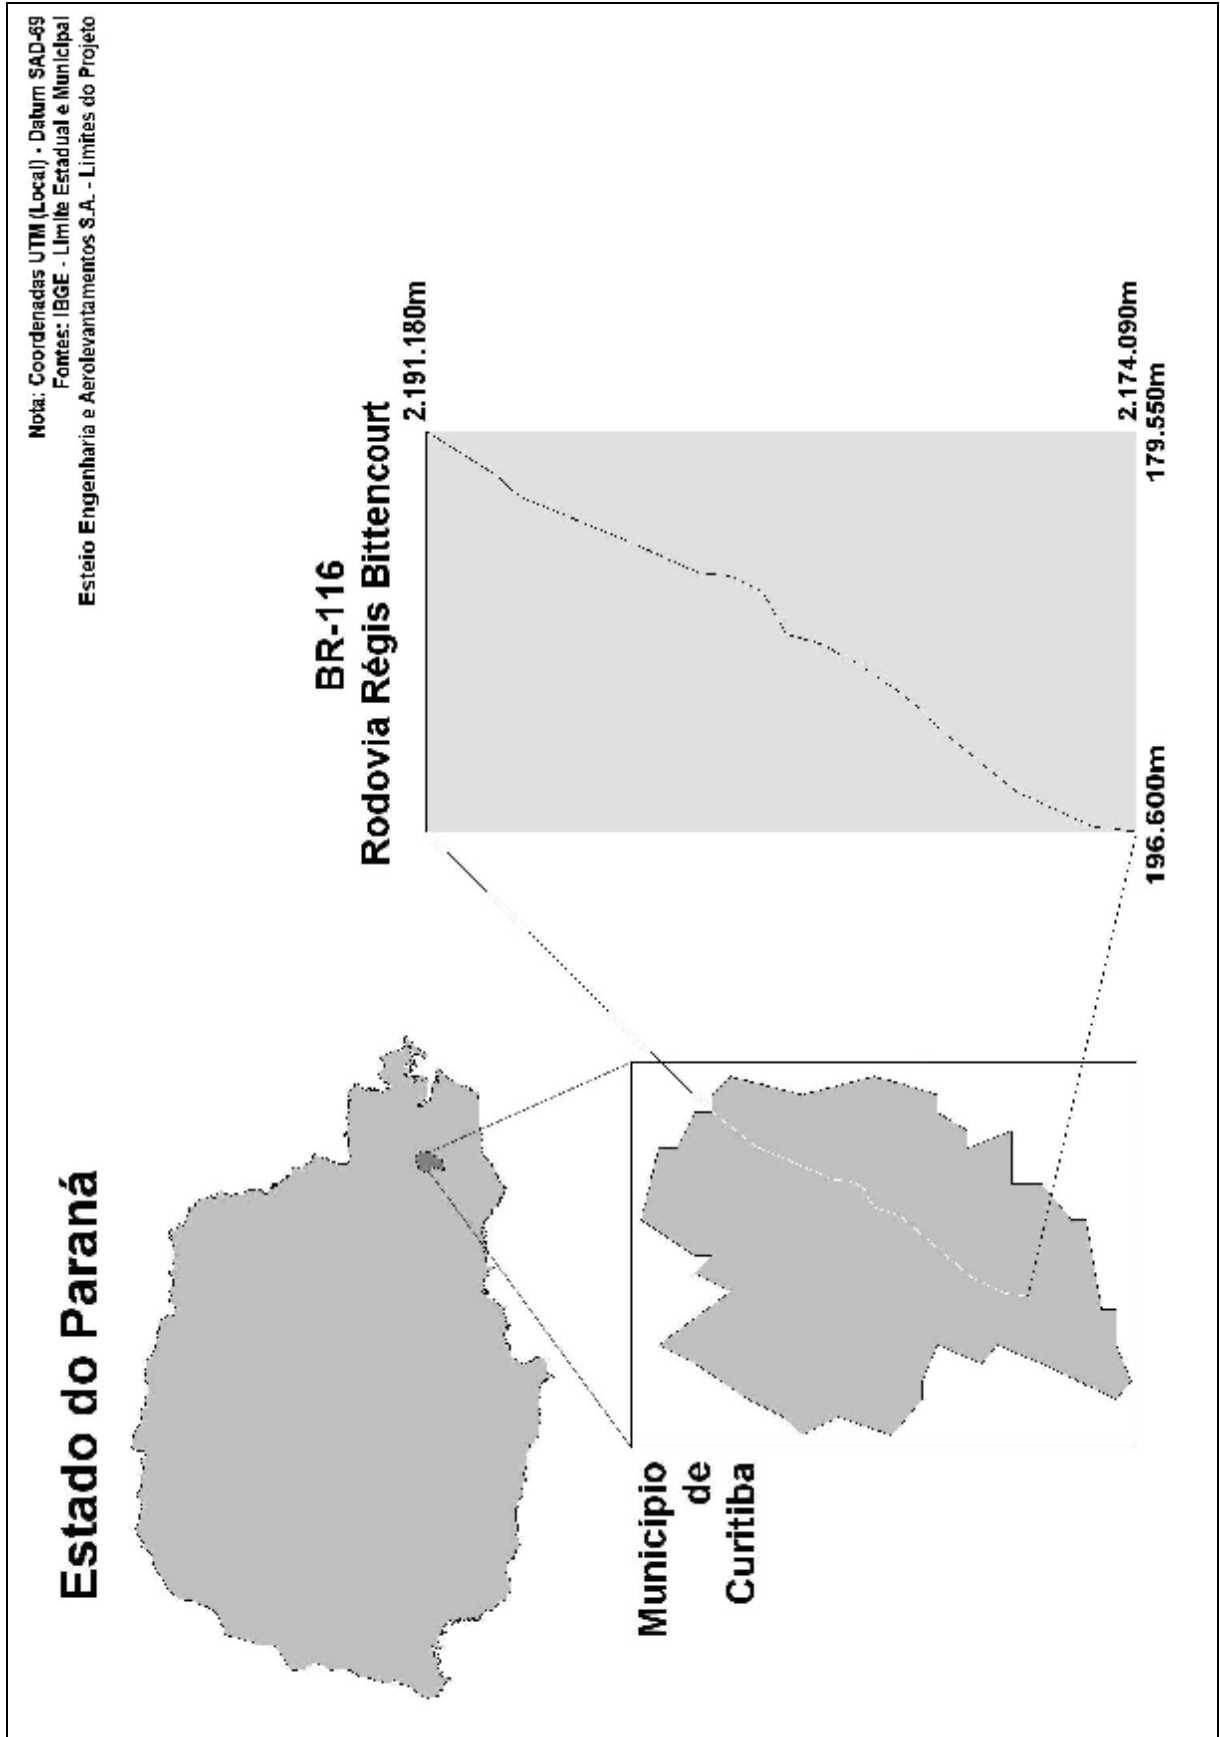 Estado do Paraná
Nota: Coordenadas UTM (Local) - Datum SAD-69
Fontes: IBGE - Limite Estadual e Municipal
Esteio Engenharia e Aerolevantamentos S.A. - Limites do Projeto
BR-116
Rodovia Régis Bittencourt
2.191.180m
Município
de
Curitiba
2.174.090m
196.600m
179.550m